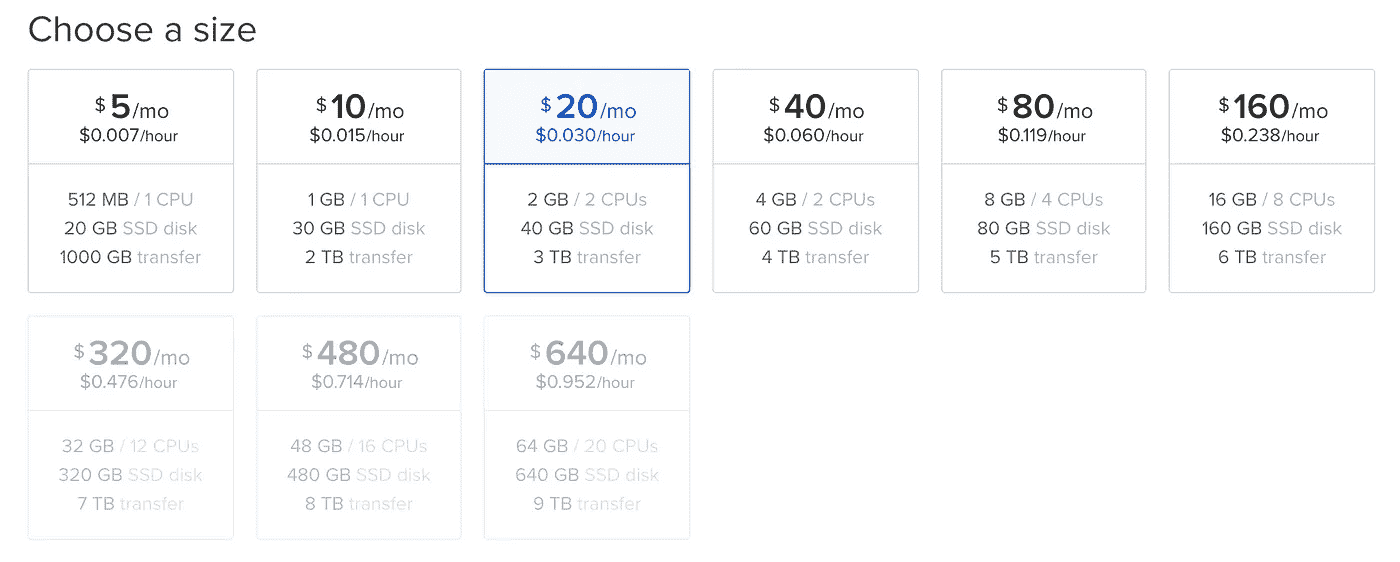 Choose a size
$5/mo
$0.007/hour
512 MB / 1 CPU
20 GB SSD disk
1000 GB transfer
$10/mo
$0.015/hour
1 GB / 1 CPU
30 GB SSD disk
2 TB transfer
$20/mo
$0.030/hour
2 GB / 2 CPUs
40 GB SSD disk
3 TB transfer
$40/mo
$0.060/hour
4 GB / 2 CPUs
60 GB SSD disk
4 TB transfer
$80/mo
$0.119/hour
8 GB / 4 CPUs
80 GB SSD disk
5 TB transfer
$160/mo
$0.238/hour
16 GB / 8 CPUs
160 GB SSD disk
6 TB transfer
$320/mo
$0.476/hour
32 GB / 12 CPUs
320 GB SSD disk
7 TB transfer
$480/mo
$0.714/hour
48 GB / 16 CPUs
480 GB SSD disk
8 TB transfer
$640/mo
$0.952/hour
64 GB / 20 CPUs
640 GB SSD disk
9 TB transfer